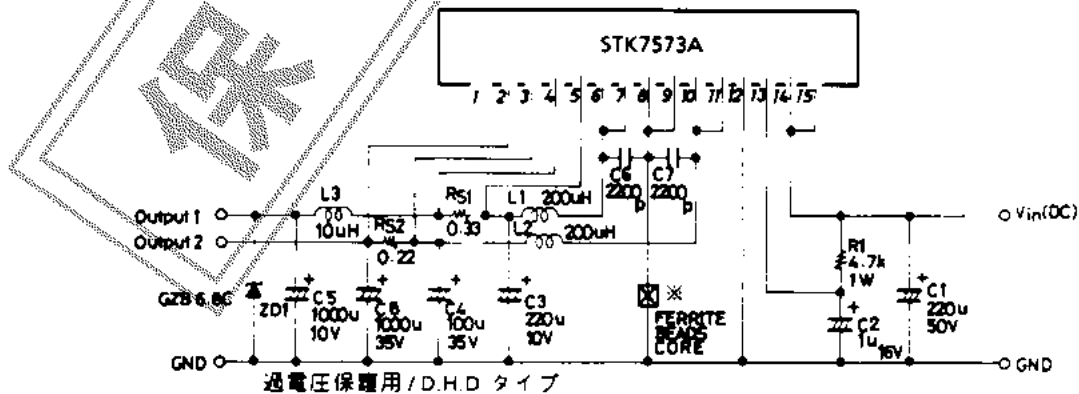 保
STK7573A
1 2 3 4 5 6 7 8 9 10 11 12 13 14 15
C6 2200p
C7 2200p
L3 10uH
RS1 0.33
L1 200uH
L2 200uH
RS2 0.22
Output 1
Output 2
Vin(DC)
R1 4.7k 1W
C1 220u 50V
C2 1u 16V
GZB 6.8C
ZD1
C5 1000u 10V
C6 1000u 35V
C4 100u 35V
C3 220u 10V
※
FERRITE
BEADS
CORE
GND
GND
過電圧保護用/D.H.D タイプ